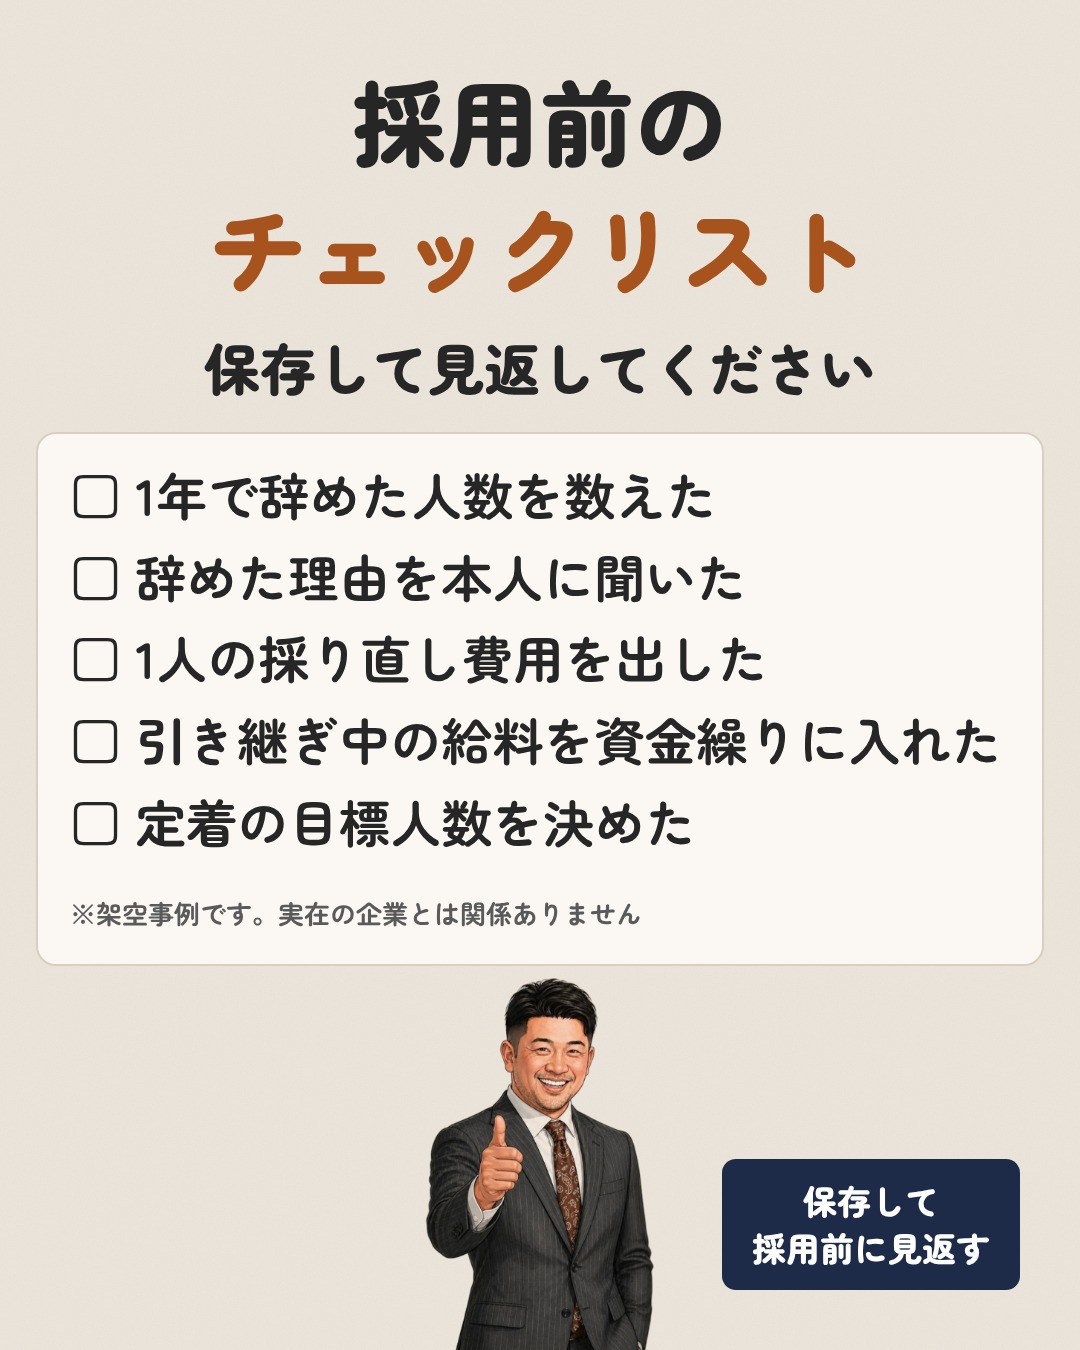 採用前の
チェックリスト
保存して見返してください
□ 1年で辞めた人数を数えた
□ 辞めた理由を本人に聞いた
□ 1人の採り直し費用を出した
□ 引き継ぎ中の給料を資金繰りに入れた
□ 定着の目標人数を決めた
※架空事例です。実在の企業とは関係ありません
保存して
採用前に見返す